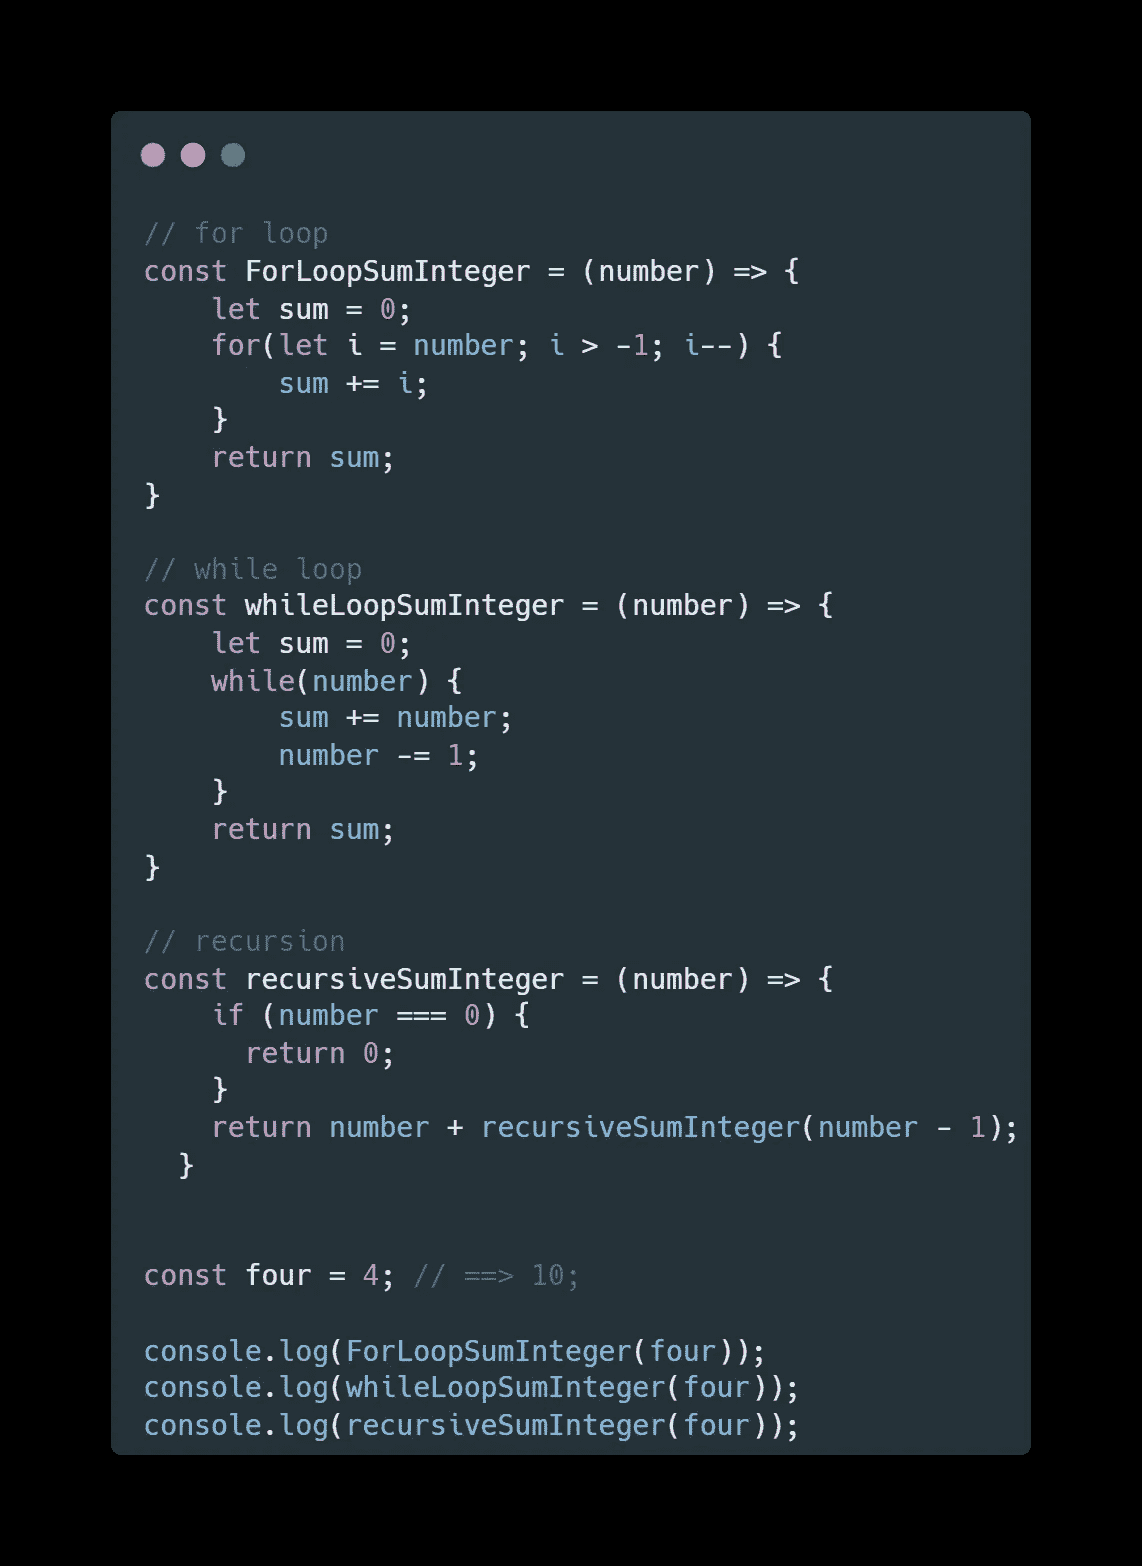 // for loop
const ForLoopSumInteger = (number) => {
    let sum = 0;
    for(let i = number; i > -1; i--) {
        sum += i;
    }
    return sum;
}

// while loop
const whileLoopSumInteger = (number) => {
    let sum = 0;
    while(number) {
        sum += number;
        number -= 1;
    }
    return sum;
}

// recursion
const recursiveSumInteger = (number) => {
    if (number === 0) {
      return 0;
    }
    return number + recursiveSumInteger(number - 1);
  }

const four = 4; // ==> 10;

console.log(ForLoopSumInteger(four));
console.log(whileLoopSumInteger(four));
console.log(recursiveSumInteger(four));